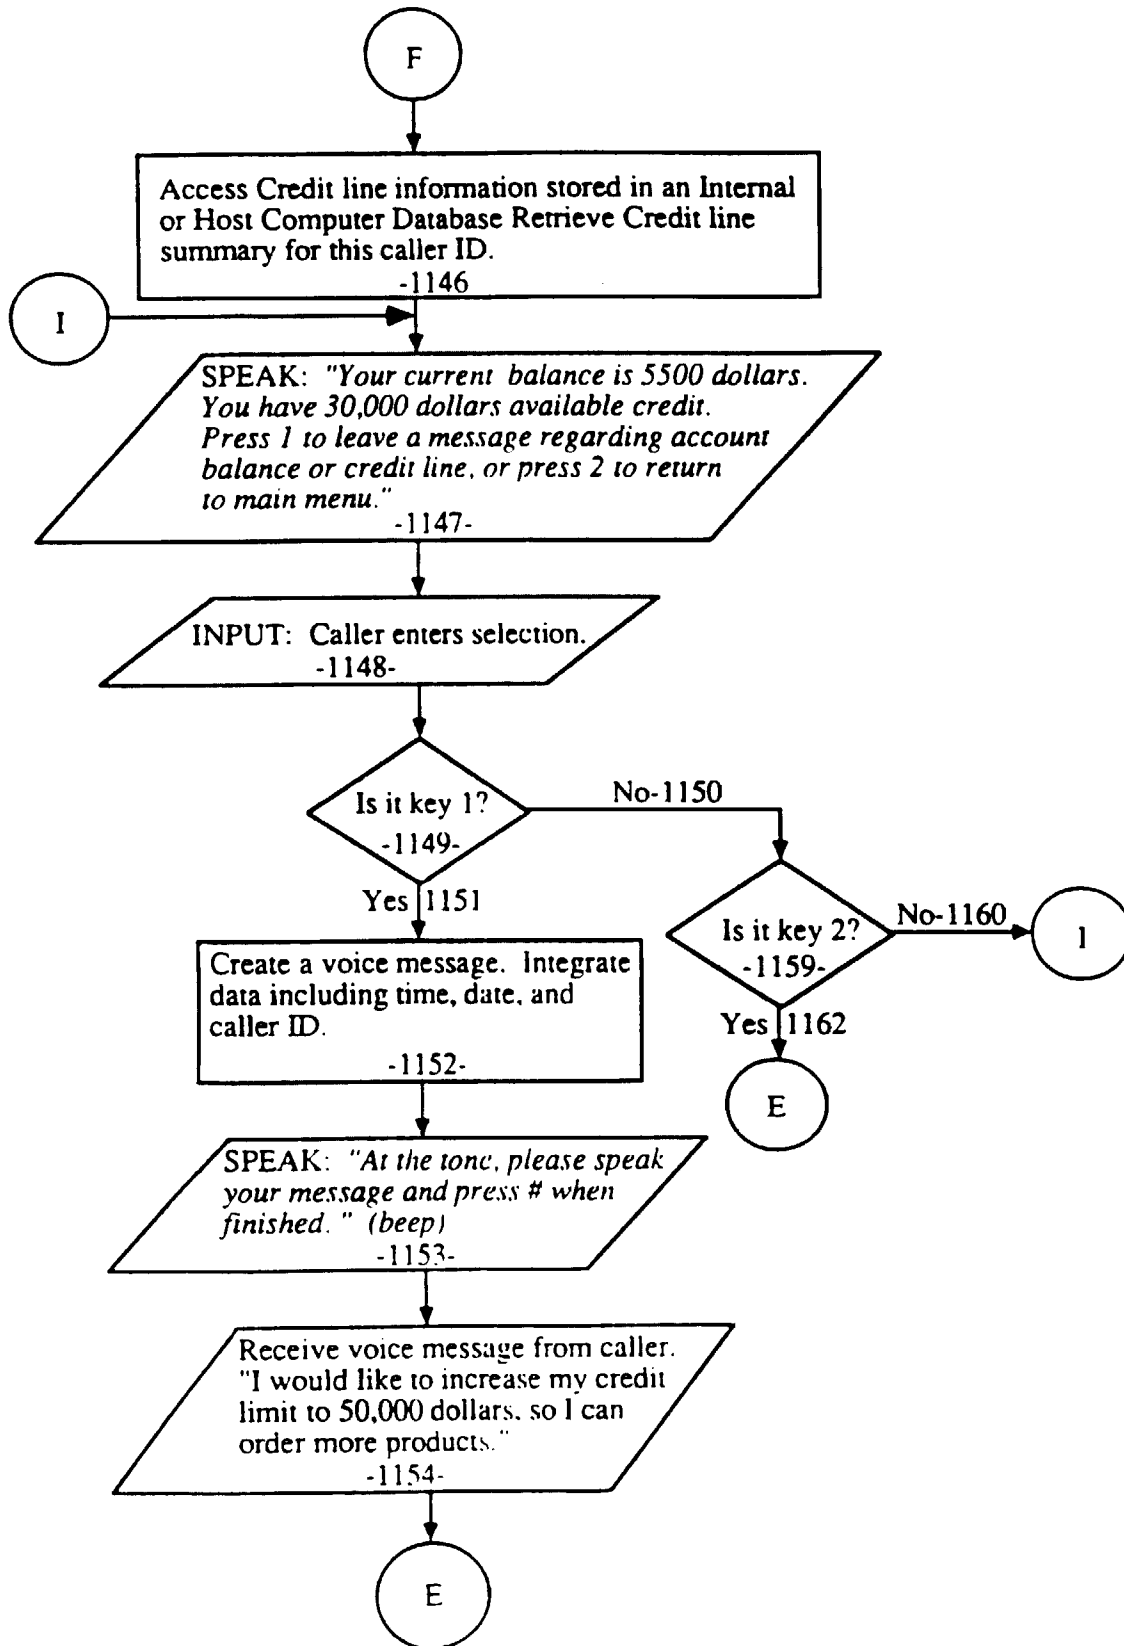 F
Access Credit line information stored in an Internal
or Host Computer Database Retrieve Credit line
summary for this caller ID.
-1146
I
SPEAK: "Your current balance is 5500 dollars.
You have 30,000 dollars available credit.
Press 1 to leave a message regarding account
balance or credit line, or press 2 to return
to main menu."
-1147-
INPUT: Caller enters selection.
-1148-
Is it key 1?
-1149-
No-1150
Yes 1151
Is it key 2?
-1159-
No-1160
I
Yes 1162
E
Create a voice message. Integrate
data including time, date, and
caller ID.
-1152-
SPEAK: "At the tone, please speak
your message and press # when
finished. " (beep)
-1153-
Receive voice message from caller.
"I would like to increase my credit
limit to 50,000 dollars, so I can
order more products."
-1154-
E